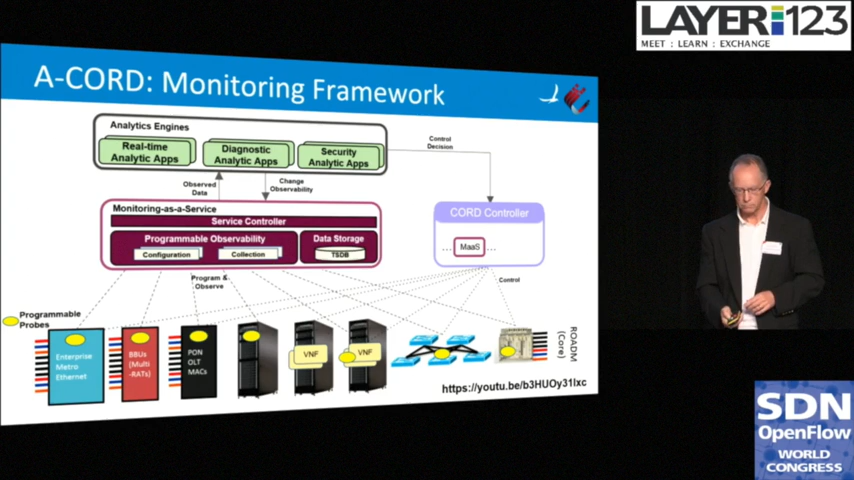 LAYER 123
MEET : LEARN : EXCHANGE
A-CORD: Monitoring Framework
Analytics Engines
Real-time
Analytic Apps
Diagnostic
Analytic Apps
Security
Analytic Apps
Control
Decision
Observed
Data
Change
Observability
Monitoring-as-a-Service
Service Controller
Programmable Observability
Configuration
Collection
Data Storage
TSDB
CORD Controller
... MaaS ...
Program &
Observe
Control
Programmable
Probes
Enterprise
Metro
Ethernet
BBUs
(Multi
-RATs)
PON
OLT
MACs
VNF
VNF
ROADM
(Core)
https://youtu.be/b3HUOy31lxc
SDN
OpenFlow
WORLD
CONGRESS